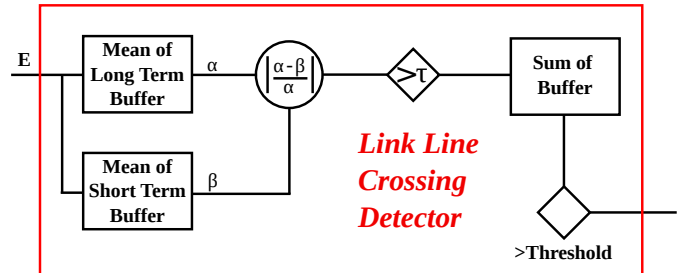 E
Mean of
Long Term
Buffer
α
|α-β / α|
>τ
Sum of
Buffer
Mean of
Short Term
Buffer
β
Link Line
Crossing
Detector
>Threshold